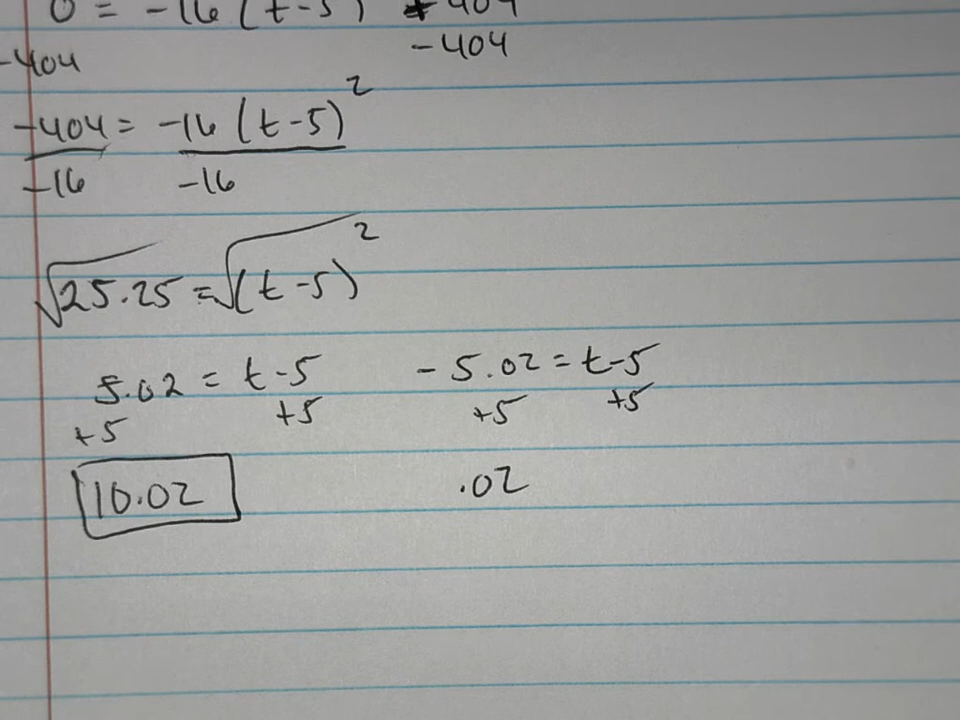 0 = -16(t-5) + 404
-404 -404
-404 = -16(t-5)²
-16 -16
√25.25 = √(t-5)²
5.02 = t-5 -5.02 = t-5
+5 +5 +5 +5
10.02 .02